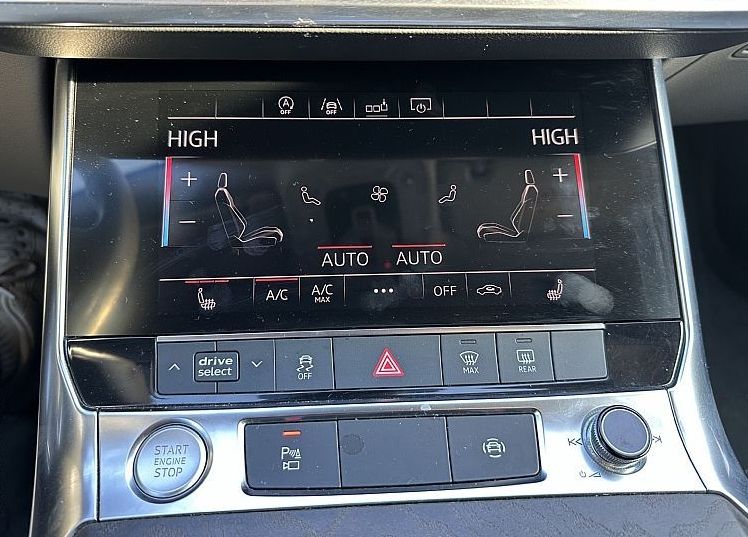 A OFF
OFF
HIGH
HIGH
AUTO
AUTO
A/C
A/C MAX
OFF
drive select
OFF
MAX
REAR
START ENGINE STOP
P